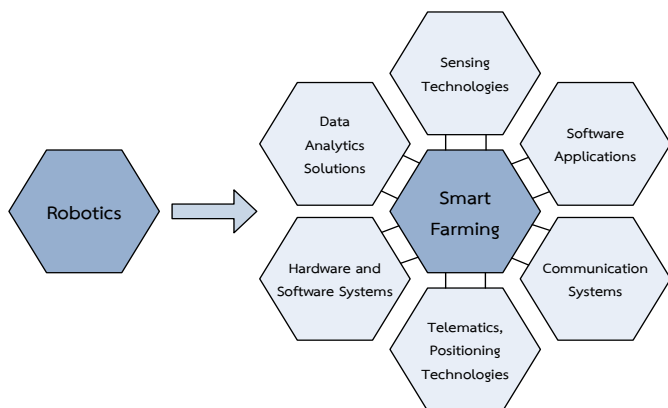 Robotics
Sensing
Technologies
Data
Analytics
Solutions
Software
Applications
Smart
Farming
Hardware and
Software Systems
Communication
Systems
Telematics,
Positioning
Technologies